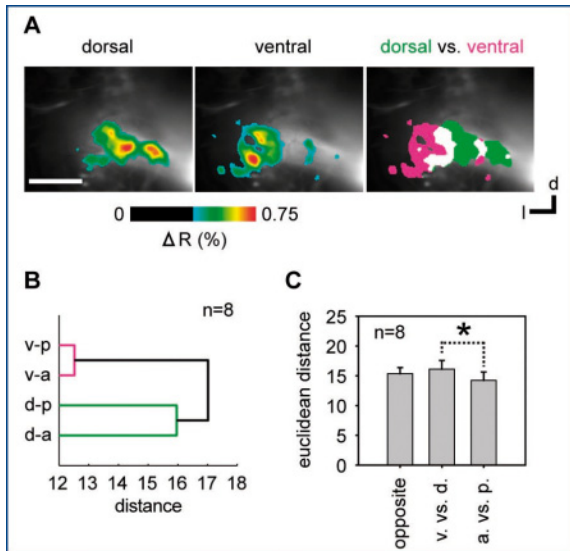 A
dorsal
ventral
dorsal vs. ventral
0
0.75
Δ R (%)
d
l
B
n=8
v-p
v-a
d-p
d-a
12 13 14 15 16 17 18
distance
C
25
20
15
10
5
0
euclidean distance
n=8
*
opposite
v. vs. d.
a. vs. p.